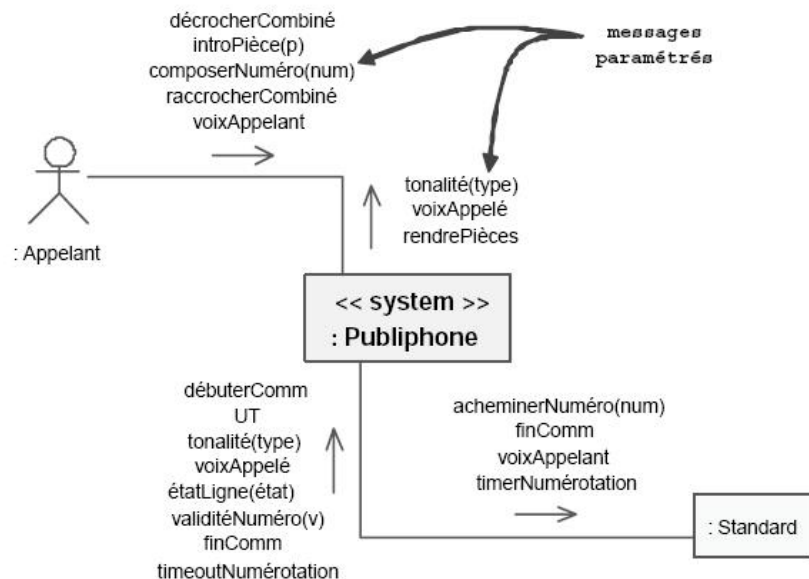 décrocherCombiné
introPièce(p)
composerNuméro(num)
raccrocherCombiné
voixAppelant
messages
paramétrés
tonalité(type)
voixAppelé
rendrePièces
: Appelant
<< system >>
: Publiphone
débuterComm
UT
tonalité(type)
voixAppelé
étatLigne(état)
validitéNuméro(v)
finComm
timeoutNumérotation
acheminerNuméro(num)
finComm
voixAppelant
timerNumérotation
: Standard